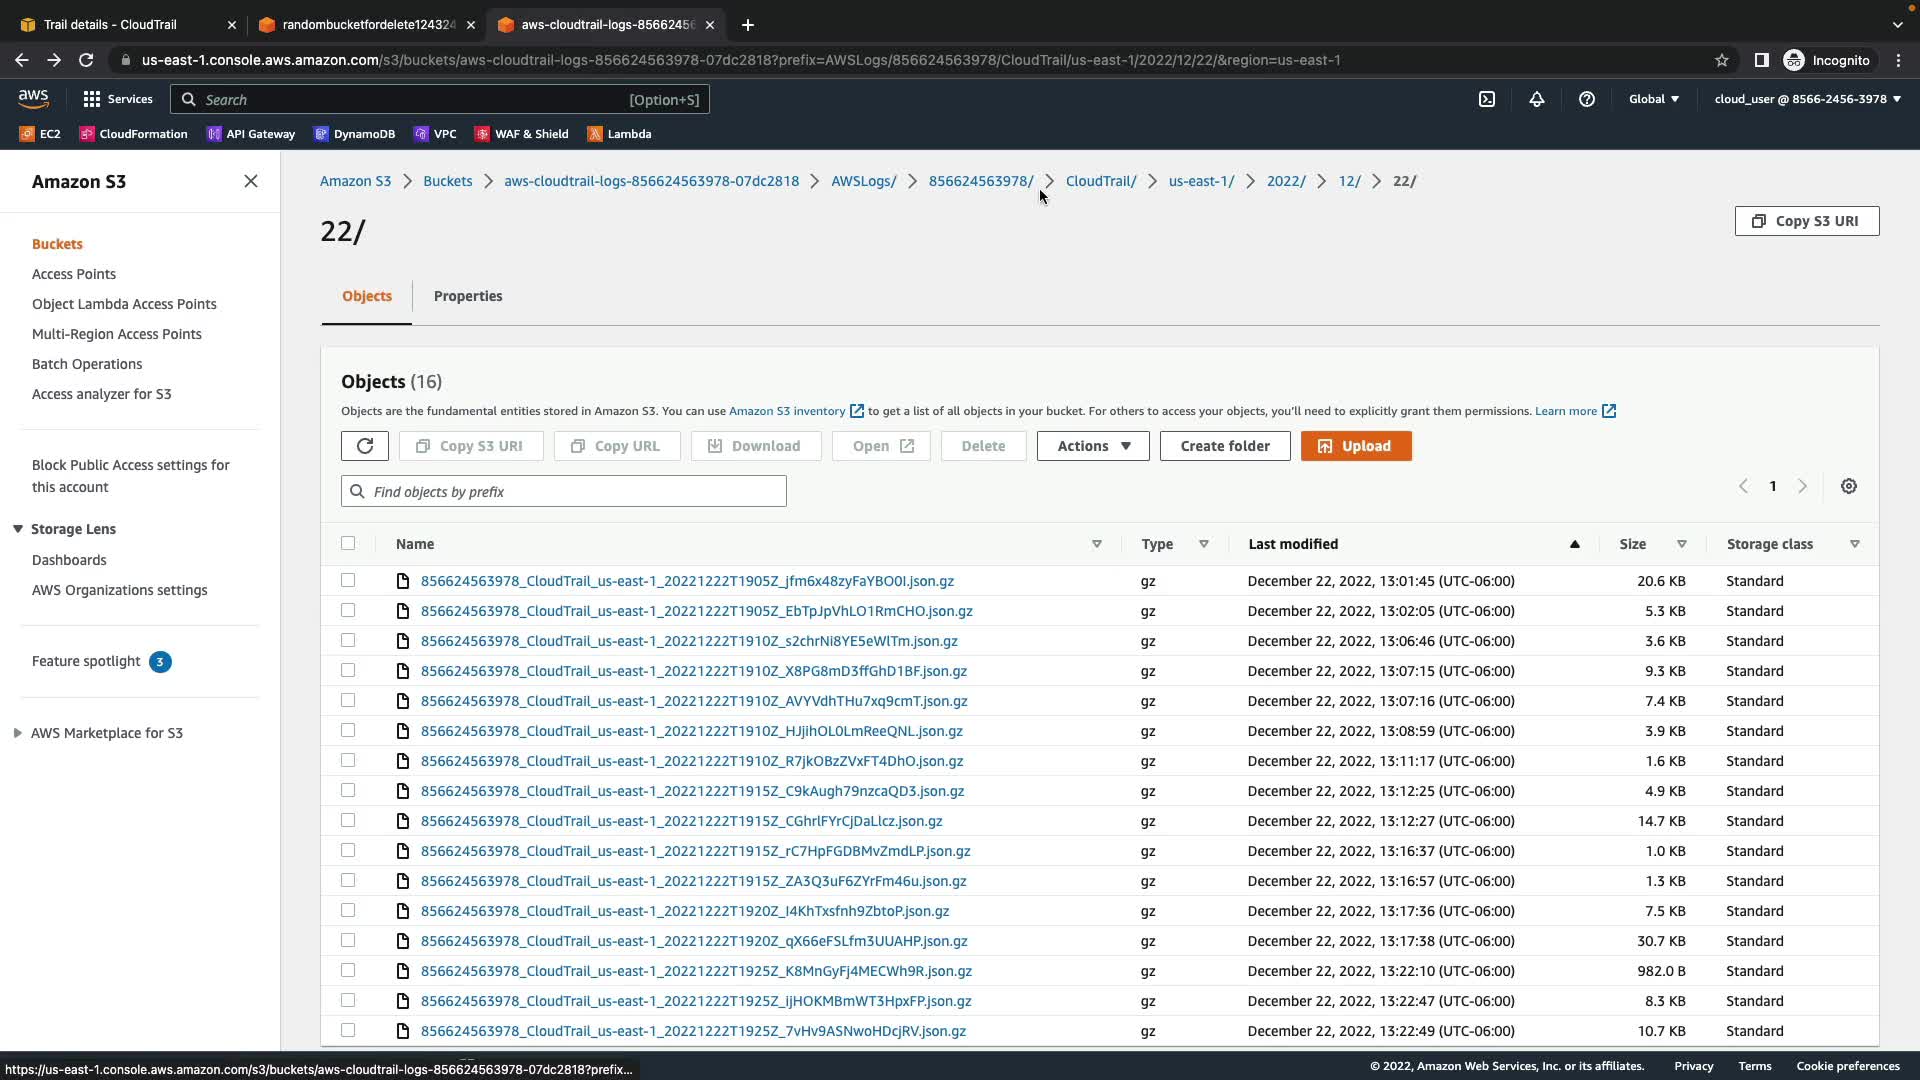 Trail details - CloudTrail
randombucketfordelete124324
aws-cloudtrail-logs-8566245
us-east-1.console.aws.amazon.com/s3/buckets/aws-cloudtrail-logs-856624563978-07dc2818?prefix=AWSLogs/856624563978/CloudTrail/us-east-1/2022/12/22/&region=us-east-1
Incognito
aws
Services
Search
[Option+S]
Global
cloud_user @ 8566-2456-3978
EC2
CloudFormation
API Gateway
DynamoDB
VPC
WAF & Shield
Lambda
Amazon S3
Buckets
Access Points
Object Lambda Access Points
Multi-Region Access Points
Batch Operations
Access analyzer for S3
Block Public Access settings for
this account
Storage Lens
Dashboards
AWS Organizations settings
Feature spotlight 3
AWS Marketplace for S3
Amazon S3 > Buckets > aws-cloudtrail-logs-856624563978-07dc2818 > AWSLogs/ > 856624563978/ > CloudTrail/ > us-east-1/ > 2022/ > 12/ > 22/
22/
Copy S3 URI
Objects
Properties
Objects (16)
Objects are the fundamental entities stored in Amazon S3. You can use Amazon S3 inventory to get a list of all objects in your bucket. For others to access your objects, you'll need to explicitly grant them permissions. Learn more
Copy S3 URI
Copy URL
Download
Open
Delete
Actions
Create folder
Upload
Find objects by prefix
1
Name Type Last modified Size Storage class
856624563978_CloudTrail_us-east-1_20221222T1905Z_jfm6x48zyFaYBO0I.json.gz gz December 22, 2022, 13:01:45 (UTC-06:00) 20.6 KB Standard
856624563978_CloudTrail_us-east-1_20221222T1905Z_EbTpJpVhLO1RmCHO.json.gz gz December 22, 2022, 13:02:05 (UTC-06:00) 5.3 KB Standard
856624563978_CloudTrail_us-east-1_20221222T1910Z_s2chrNi8YE5eWlTm.json.gz gz December 22, 2022, 13:06:46 (UTC-06:00) 3.6 KB Standard
856624563978_CloudTrail_us-east-1_20221222T1910Z_X8PG8mD3ffGhD1BF.json.gz gz December 22, 2022, 13:07:15 (UTC-06:00) 9.3 KB Standard
856624563978_CloudTrail_us-east-1_20221222T1910Z_AVYVdhTHu7xq9cmT.json.gz gz December 22, 2022, 13:07:16 (UTC-06:00) 7.4 KB Standard
856624563978_CloudTrail_us-east-1_20221222T1910Z_HJjihOL0LmReeQNL.json.gz gz December 22, 2022, 13:08:59 (UTC-06:00) 3.9 KB Standard
856624563978_CloudTrail_us-east-1_20221222T1910Z_R7jkOBzZVxFT4DhO.json.gz gz December 22, 2022, 13:11:17 (UTC-06:00) 1.6 KB Standard
856624563978_CloudTrail_us-east-1_20221222T1915Z_C9kAugh79nzcaQD3.json.gz gz December 22, 2022, 13:12:25 (UTC-06:00) 4.9 KB Standard
856624563978_CloudTrail_us-east-1_20221222T1915Z_CGhrlFYrCjDaLlcz.json.gz gz December 22, 2022, 13:12:27 (UTC-06:00) 14.7 KB Standard
856624563978_CloudTrail_us-east-1_20221222T1915Z_rC7HpFGDBMvZmdLP.json.gz gz December 22, 2022, 13:16:37 (UTC-06:00) 1.0 KB Standard
856624563978_CloudTrail_us-east-1_20221222T1915Z_ZA3Q3uF6ZYrFm46u.json.gz gz December 22, 2022, 13:16:57 (UTC-06:00) 1.3 KB Standard
856624563978_CloudTrail_us-east-1_20221222T1920Z_I4KhTxsfnh9ZbtoP.json.gz gz December 22, 2022, 13:17:36 (UTC-06:00) 7.5 KB Standard
856624563978_CloudTrail_us-east-1_20221222T1920Z_qX66eFSLfm3UUAHP.json.gz gz December 22, 2022, 13:17:38 (UTC-06:00) 30.7 KB Standard
856624563978_CloudTrail_us-east-1_20221222T1925Z_K8MnGyFj4MECWh9R.json.gz gz December 22, 2022, 13:22:10 (UTC-06:00) 982.0 B Standard
856624563978_CloudTrail_us-east-1_20221222T1925Z_ijHOKMBmWT3HpxFP.json.gz gz December 22, 2022, 13:22:47 (UTC-06:00) 8.3 KB Standard
856624563978_CloudTrail_us-east-1_20221222T1925Z_7vHv9ASNwoHDcjRV.json.gz gz December 22, 2022, 13:22:49 (UTC-06:00) 10.7 KB Standard
https://us-east-1.console.aws.amazon.com/s3/buckets/aws-cloudtrail-logs-856624563978-07dc2818?prefix...
© 2022, Amazon Web Services, Inc. or its affiliates.
Privacy
Terms
Cookie preferences